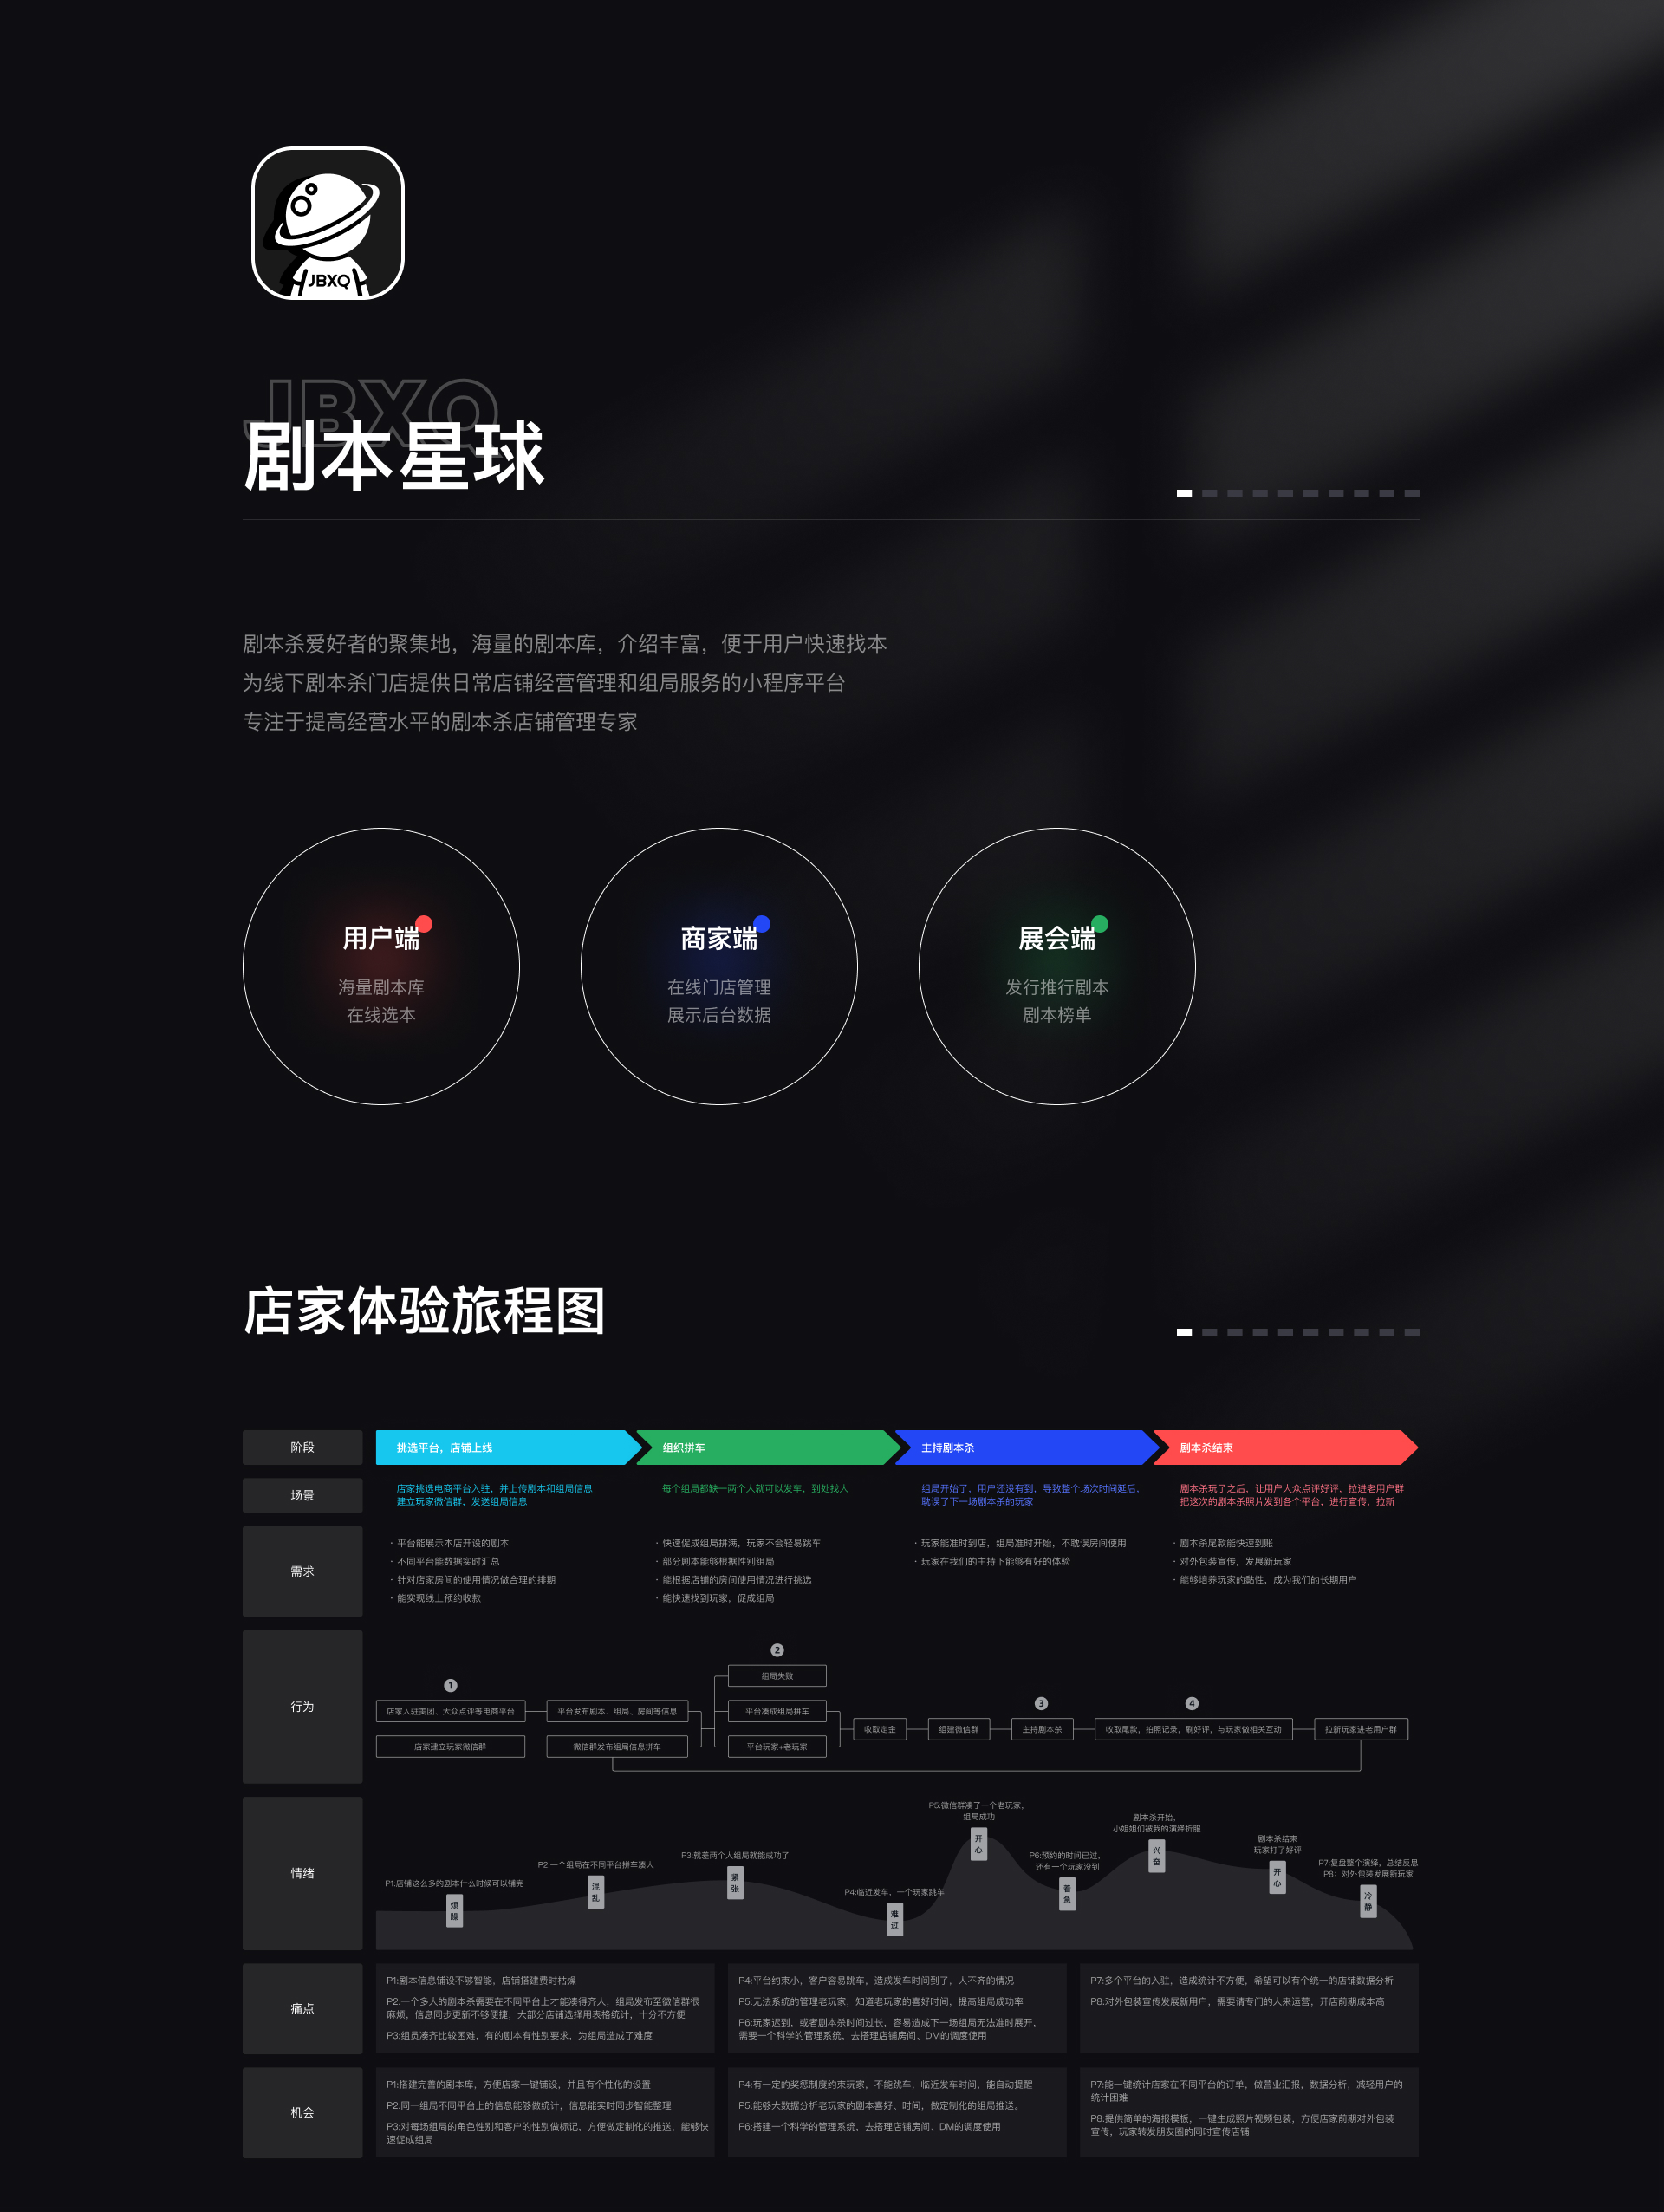 JBXQ
JBXQ
剧本星球
剧本杀爱好者的聚集地，海量的剧本库，介绍丰富，便于用户快速找本
为线下剧本杀门店提供日常店铺经营管理和组局服务的小程序平台
专注于提高经营水平的剧本杀店铺管理专家
用户端
海量剧本库
在线选本
商家端
在线门店管理
展示后台数据
展会端
发行推行剧本
剧本榜单
店家体验旅程图
阶段
挑选平台，店铺上线
组织拼车
主持剧本杀
剧本杀结束
场景
店家挑选电商平台入驻，并上传剧本和组局信息
建立玩家微信群，发送组局信息
每个组局都缺一两个人就可以发车，到处找人
组局开始了，用户还没有到，导致整个场次时间延后，
耽误了下一场剧本杀的玩家
剧本杀玩了之后，让用户大众点评好评，拉进老用户群
把这次的剧本杀照片发到各个平台，进行宣传，拉新
需求
· 平台能展示本店开设的剧本
· 不同平台能数据实时汇总
· 针对店家房间的使用情况做合理的排期
· 能实现线上预约收款
· 快速促成组局拼满，玩家不会轻易跳车
· 部分剧本能够根据性别组局
· 能根据店铺的房间使用情况进行挑选
· 能快速找到玩家，促成组局
· 玩家能准时到店，组局准时开始，不耽误房间使用
· 玩家在我们的主持下能够有好的体验
· 剧本杀尾款能快速到账
· 对外包装宣传，发展新玩家
· 能够培养玩家的黏性，成为我们的长期用户
行为
1
店家入驻美团、大众点评等电商平台
店家建立玩家微信群
平台发布剧本、组局、房间等信息
微信群发布组局信息拼车
2
组局失败
平台凑成组局拼车
平台玩家+老玩家
收取定金
组建微信群
3
主持剧本杀
4
收取尾款，拍照记录，刷好评，与玩家做相关互动
拉新玩家进老用户群
情绪
P1:店铺这么多的剧本什么时候可以铺完
烦躁
P2:一个组局在不同平台拼车凑人
混乱
P3:就差两个人组局就能成功了
紧张
P4:临近发车，一个玩家跳车
难过
P5:微信群凑了一个老玩家，
组局成功
开心
P6:预约的时间已过，
还有一个玩家没到
着急
剧本杀开始，
小姐姐们被我的演绎折服
兴奋
剧本杀结束
玩家打了好评
开心
P7:复盘整个演绎，总结反思
P8：对外包装发展新玩家
冷静
痛点
P1:剧本信息铺设不够智能，店铺搭建费时枯燥
P2:一个多人的剧本杀需要在不同平台上才能凑得齐人，组局发布至微信群很
麻烦，信息同步更新不够便捷，大部分店铺选择用表格统计，十分不方便
P3:组员凑齐比较困难，有的剧本有性别要求，为组局造成了难度
P4:平台约束小，客户容易跳车，造成发车时间到了，人不齐的情况
P5:无法系统的管理老玩家，知道老玩家的喜好时间，提高组局成功率
P6:玩家迟到，或者剧本杀时间过长，容易造成下一场组局无法准时展开，
需要一个科学的管理系统，去搭理店铺房间、DM的调度使用
P7:多个平台的入驻，造成统计不方便，希望可以有个统一的店铺数据分析
P8:对外包装宣传发展新用户，需要请专门的人来运营，开店前期成本高
机会
P1:搭建完善的剧本库，方便店家一键铺设，并且有个性化的设置
P2:同一组局不同平台上的信息能够做统计，信息能实时同步智能整理
P3:对每场组局的角色性别和客户的性别做标记，方便做定制化的推送，能够快
速促成组局
P4:有一定的奖惩制度约束玩家，不能跳车，临近发车时间，能自动提醒
P5:能够大数据分析老玩家的剧本喜好、时间，做定制化的组局推送。
P6:搭建一个科学的管理系统，去搭理店铺房间、DM的调度使用
P7:能一键统计店家在不同平台的订单，做营业汇报，数据分析，减轻用户的
统计困难
P8:提供简单的海报模板，一键生成照片视频包装，方便店家前期对外包装
宣传，玩家转发朋友圈的同时宣传店铺